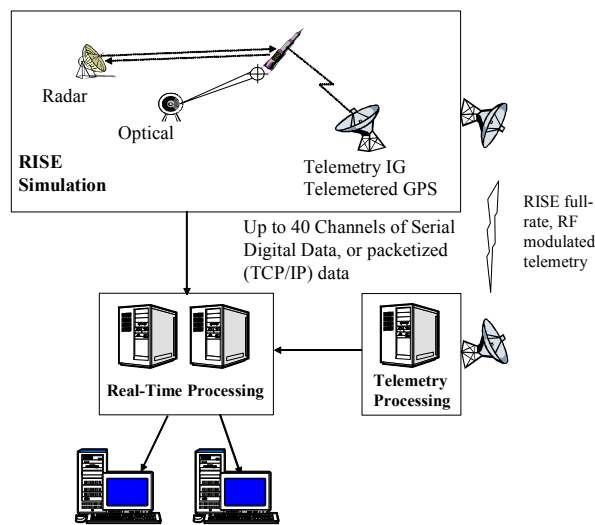 Radar
Optical
RISE
Simulation
Telemetry IG
Telemetered GPS
Up to 40 Channels of Serial
Digital Data, or packetized
(TCP/IP) data
RISE full-
rate, RF
modulated
telemetry
Real-Time Processing
Telemetry
Processing